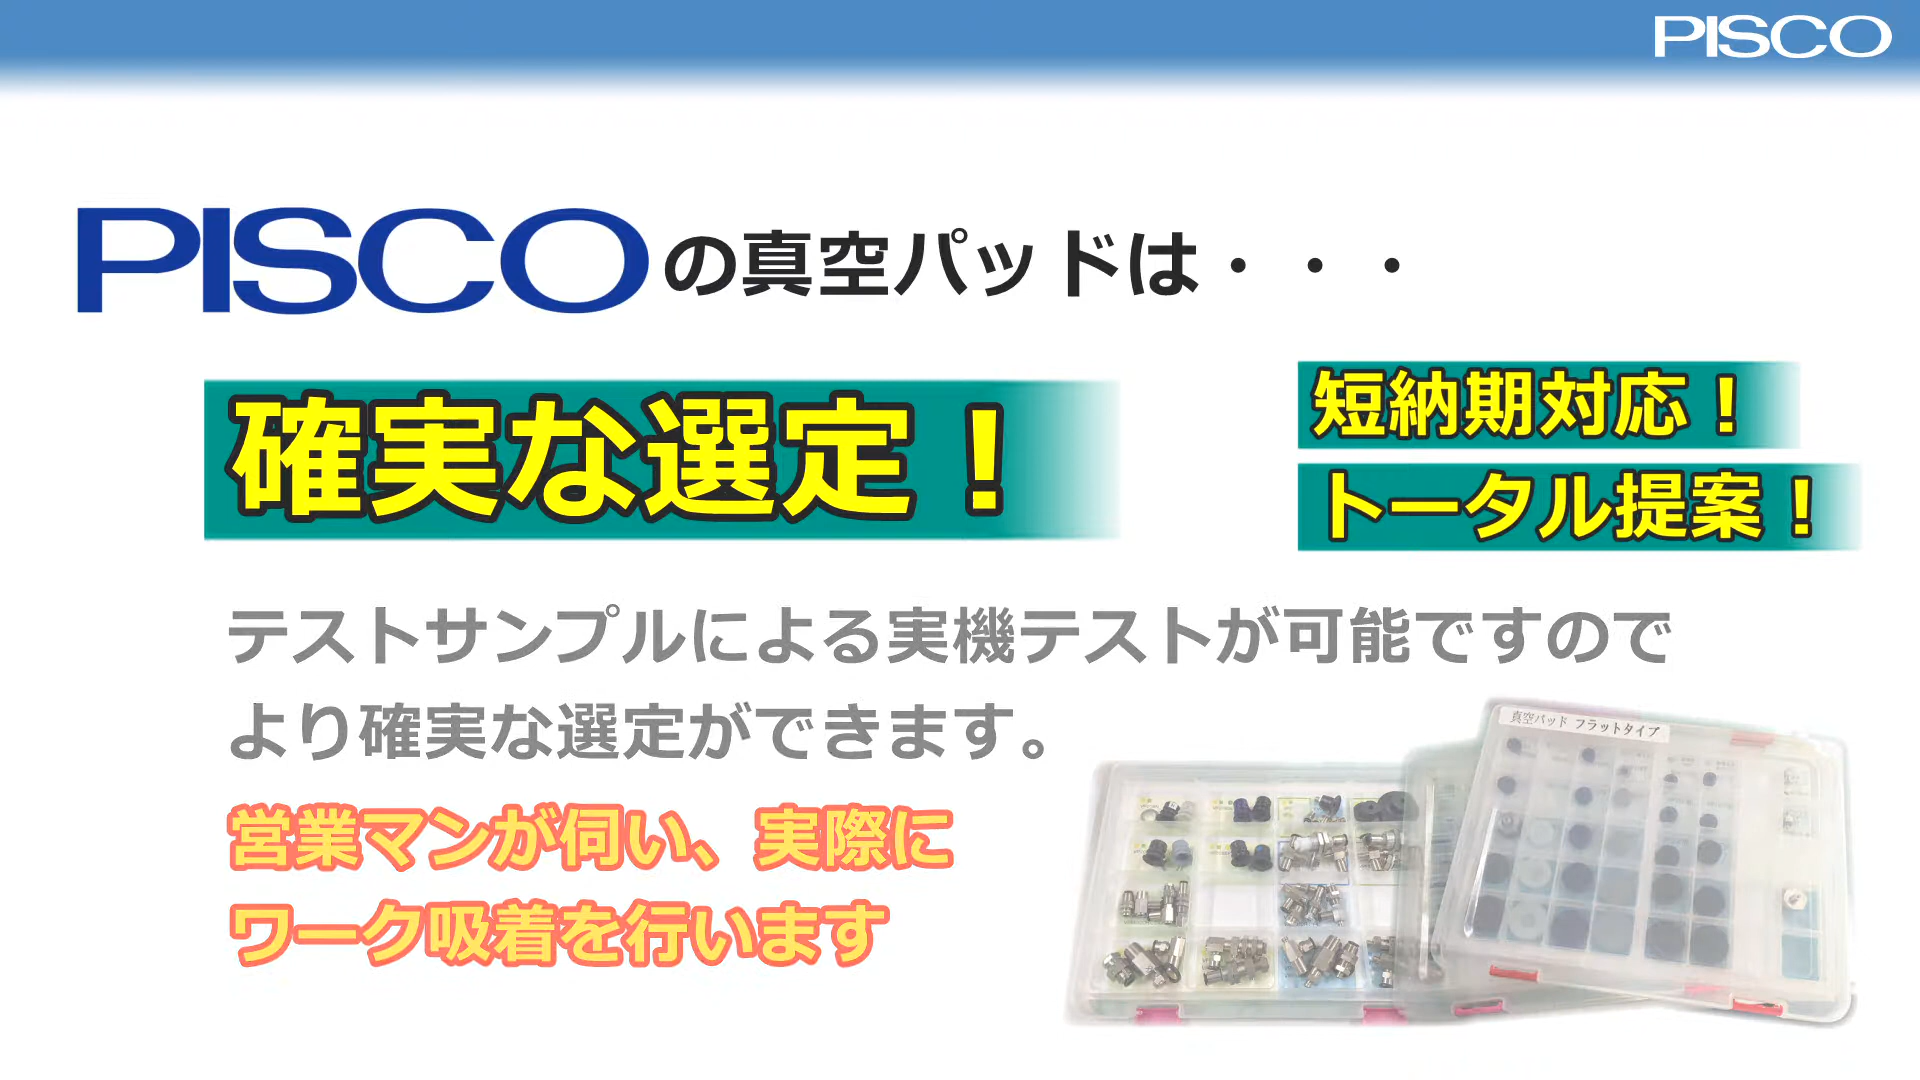 PISCO
PISCOの真空パッドは・・・
確実な選定！
短納期対応！
トータル提案！
テストサンプルによる実機テストが可能ですので
より確実な選定ができます。
営業マンが伺い、実際に
ワーク吸着を行います
真空パッド フラットタイプ